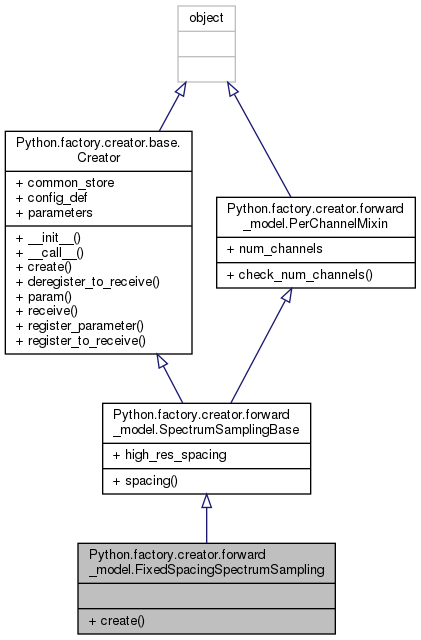 object
Python.factory.creator.base.
Creator
+ common_store
+ config_def
+ parameters
+ __init__()
+ __call__()
+ create()
+ deregister_to_receive()
+ param()
+ receive()
+ register_parameter()
+ register_to_receive()
Python.factory.creator.forward
_model.PerChannelMixin
+ num_channels
+ check_num_channels()
Python.factory.creator.forward
_model.SpectrumSamplingBase
+ high_res_spacing
+ spacing()
Python.factory.creator.forward
_model.FixedSpacingSpectrumSampling
+ create()